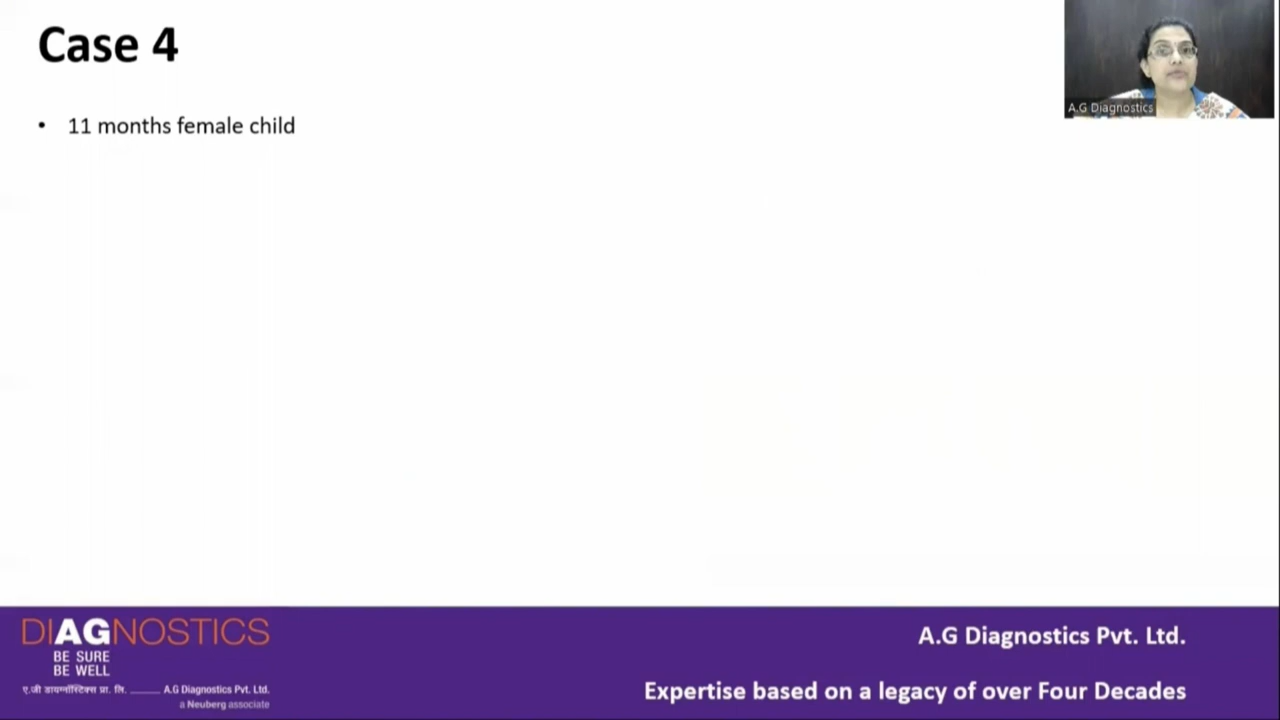 Case 4
A.G Diagnostics
• 11 months female child
DIAGNOSTICS
BE SURE
BE WELL
ए.जी डायग्नॉस्टिक्स प्रा. लि. _____ A.G Diagnostics Pvt. Ltd.
a Neuberg associate
A.G Diagnostics Pvt. Ltd.
Expertise based on a legacy of over Four Decades